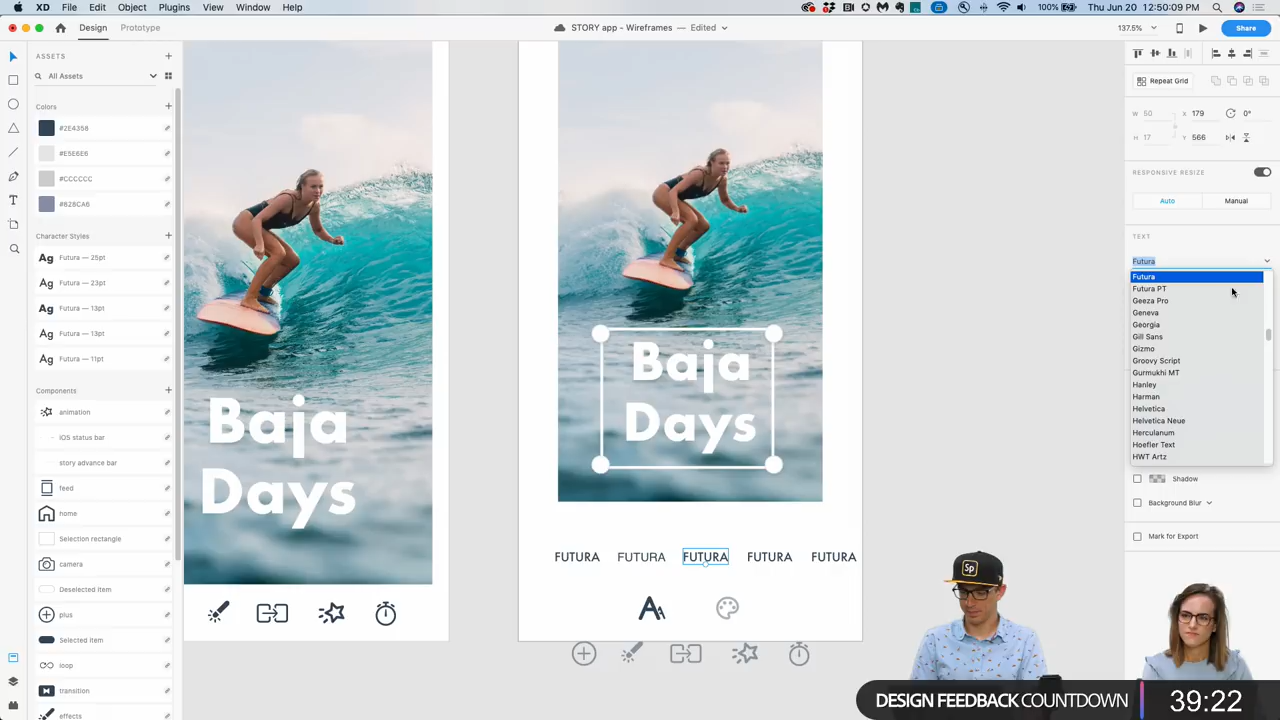 XD File Edit Object Plugins View Window Help
100% Thu Jun 20 12:50:09 PM
Design Prototype
STORY app - Wireframes — Edited
137.5%
Share
ASSETS
All Assets
Colors
#2E4356
#E5E6E6
#CCCCCC
#828CA6
Character Styles
Ag Futura — 25pt
Ag Futura — 23pt
Ag Futura — 13pt
Ag Futura — 13pt
Ag Futura — 11pt
Components
animation
iOS status bar
story advance bar
feed
home
Selection rectangle
camera
Deselected item
plus
Selected item
loop
transition
effects
Baja
Days
Baja
Days
FUTURA FUTURA FUTURA FUTURA FUTURA
Repeat Grid
W 50 X 179 0°
H 17 Y 566
RESPONSIVE RESIZE
Auto Manual
TEXT
Futura
Futura
Futura PT
Geeza Pro
Geneva
Georgia
Gill Sans
Gizmo
Groovy Script
Gurmukhi MT
Hanley
Harman
Helvetica
Helvetica Neue
Herculanum
Hoefler Text
HWT Artz
Shadow
Background Blur
Mark for Export
Sp
DESIGN FEEDBACK COUNTDOWN 39:22